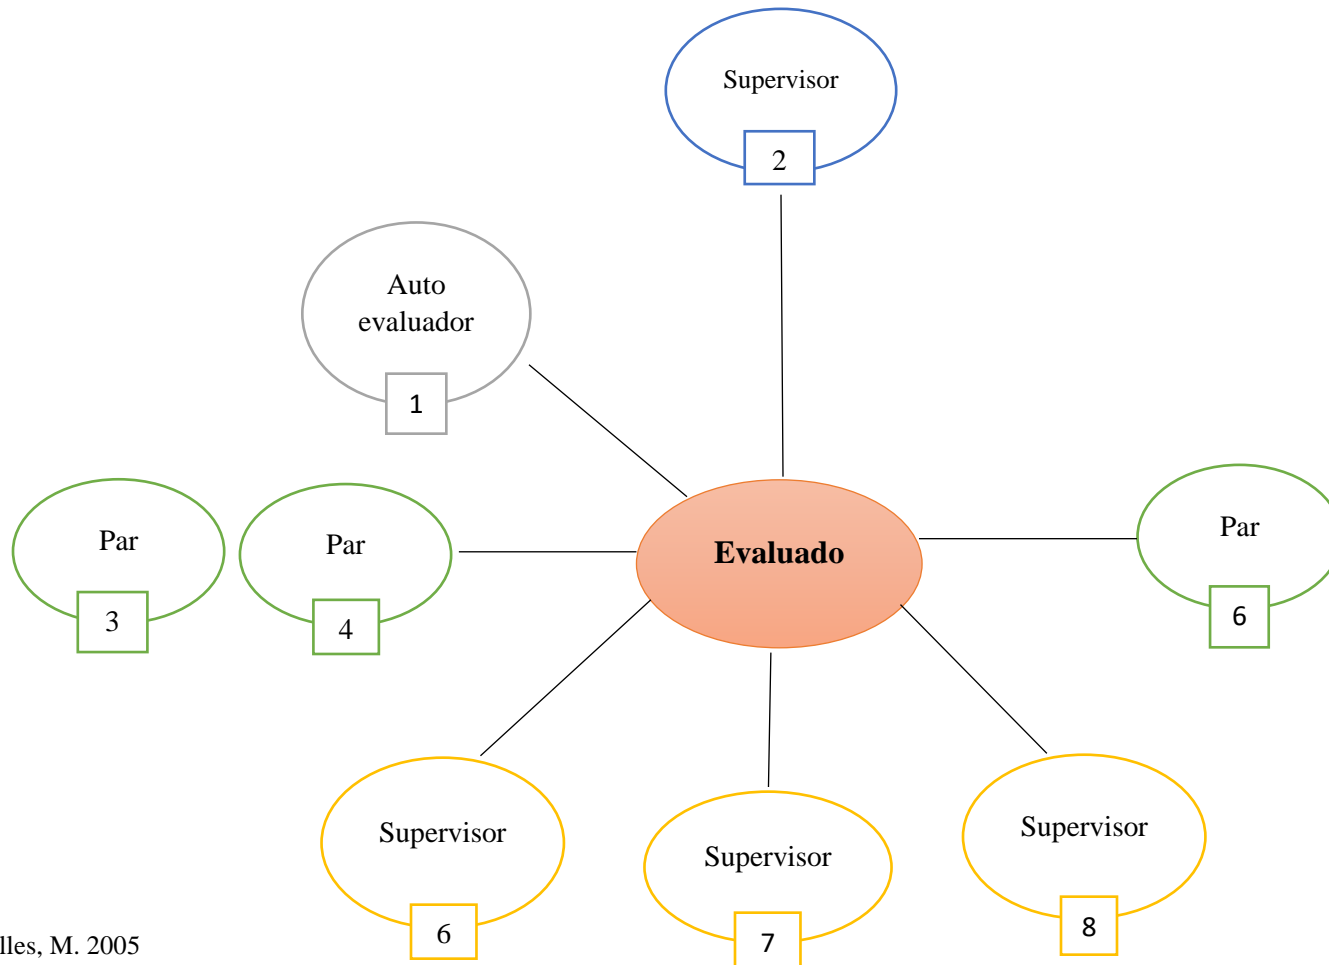 Supervisor
2
Auto
evaluador
1
Par
3
Par
4
Evaluado
Par
6
Supervisor
6
Supervisor
7
Supervisor
8
lles, M. 2005